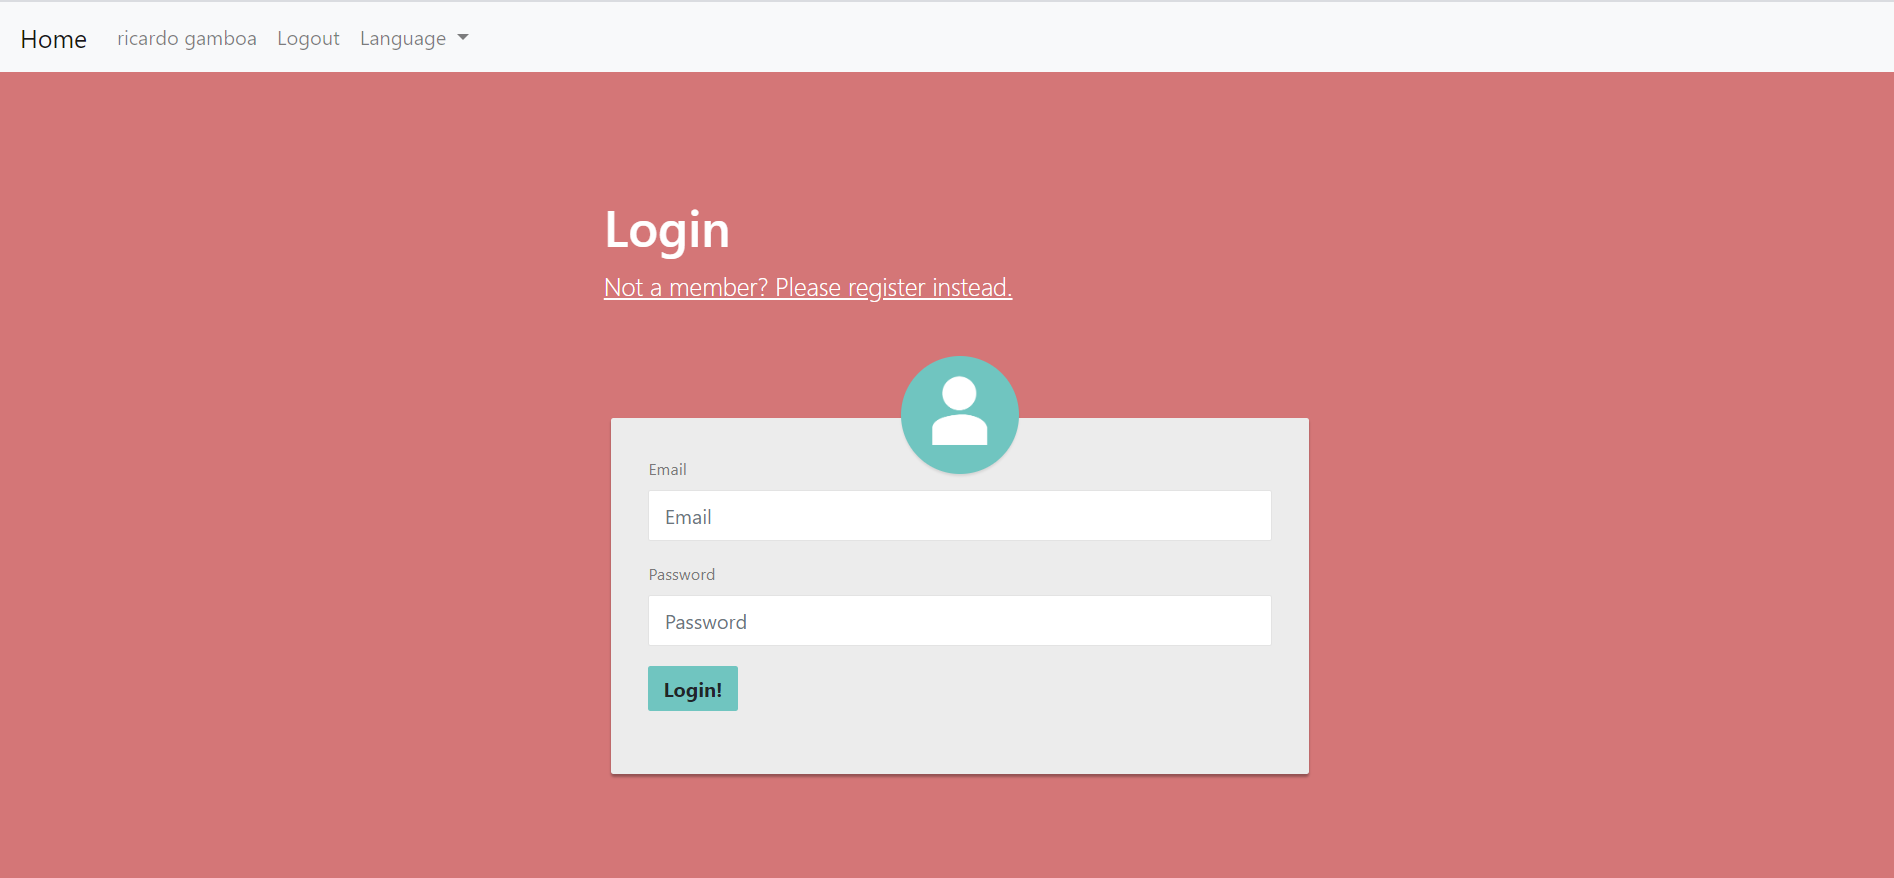 Home ricardo gamboa Logout Language
Login
Not a member? Please register instead.
Email
Email
Password
Password
Login!